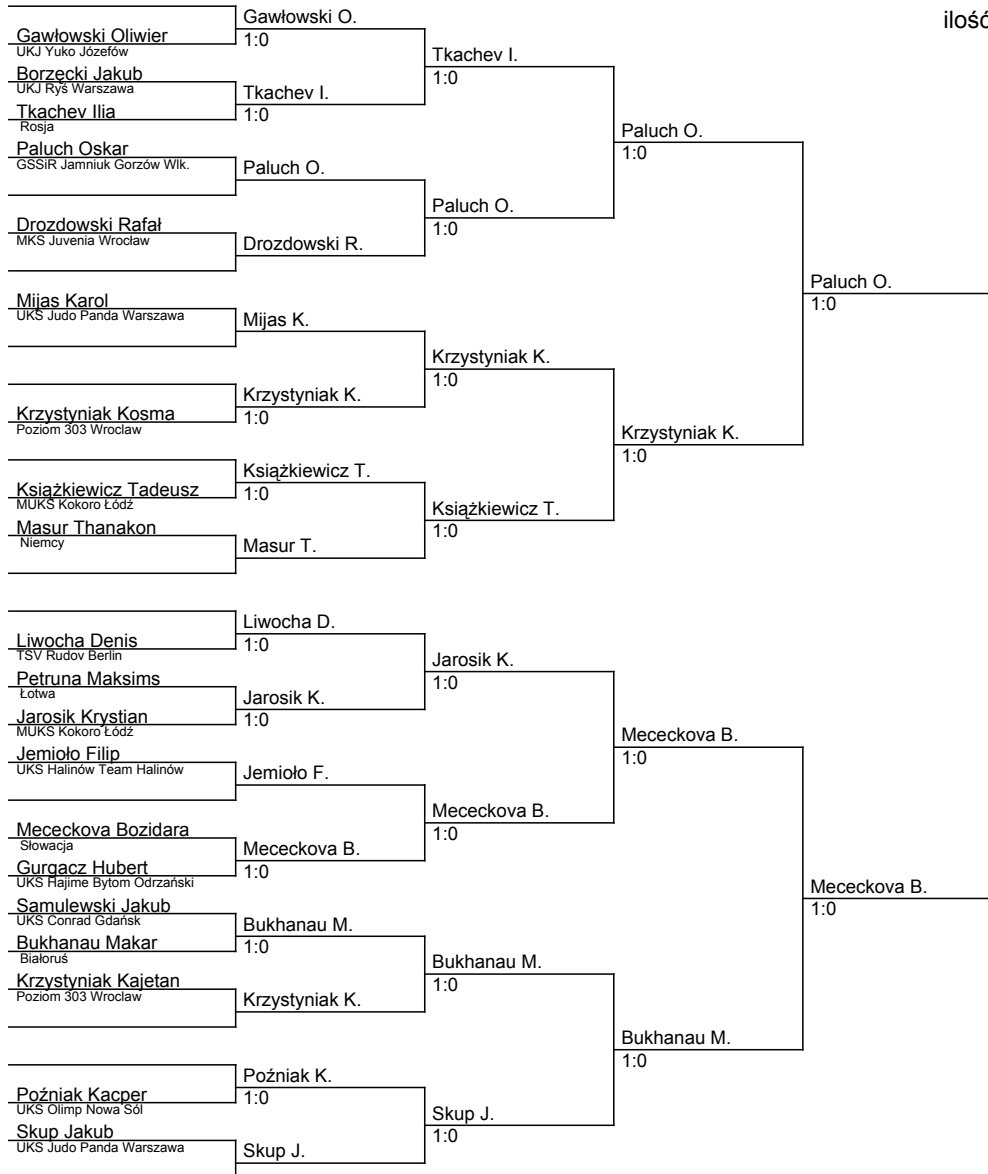 Gawłowski O.
ilość
Gawłowski Oliwier
1:0
UKJ Yuko Józefów
Tkachev I.
Borzęcki Jakub
1:0
UKJ Ryś Warszawa
Tkachev I.
Tkachev Ilia
1:0
Rosja
Paluch O.
Paluch Oskar
1:0
GSSiR Jamniuk Gorzów Wlk.
Paluch O.
Paluch O.
Drozdowski Rafał
1:0
MKS Juvenia Wrocław
Drozdowski R.
Paluch O.
Mijas Karol
1:0
UKS Judo Panda Warszawa
Mijas K.
Krzystyniak K.
1:0
Krzystyniak K.
Krzystyniak Kosma
1:0
Poziom 303 Wroclaw
Krzystyniak K.
1:0
Książkiewicz T.
Książkiewicz Tadeusz
1:0
MUKS Kokoro Łódź
Książkiewicz T.
Masur Thanakon
1:0
Niemcy
Masur T.
Liwocha D.
Liwocha Denis
1:0
TSV Rudov Berlin
Jarosik K.
Petruna Maksims
1:0
Łotwa
Jarosik K.
Jarosik Krystian
1:0
MUKS Kokoro Łódź
Mececkova B.
Jemioło Filip
1:0
UKS Halinów Team Halinów
Jemioło F.
Mececkova B.
Mececkova Bozidara
1:0
Słowacja
Mececkova B.
Gurgacz Hubert
1:0
UKS Hajime Bytom Odrzański
Mececkova B.
Samulewski Jakub
1:0
UKS Conrad Gdańsk
Bukhanau M.
Bukhanau Makar
1:0
Białoruś
Bukhanau M.
Krzystyniak Kajetan
1:0
Poziom 303 Wroclaw
Krzystyniak K.
Bukhanau M.
1:0
Poźniak K.
Poźniak Kacper
1:0
UKS Olimp Nowa Sól
Skup J.
Skup Jakub
1:0
UKS Judo Panda Warszawa
Skup J.